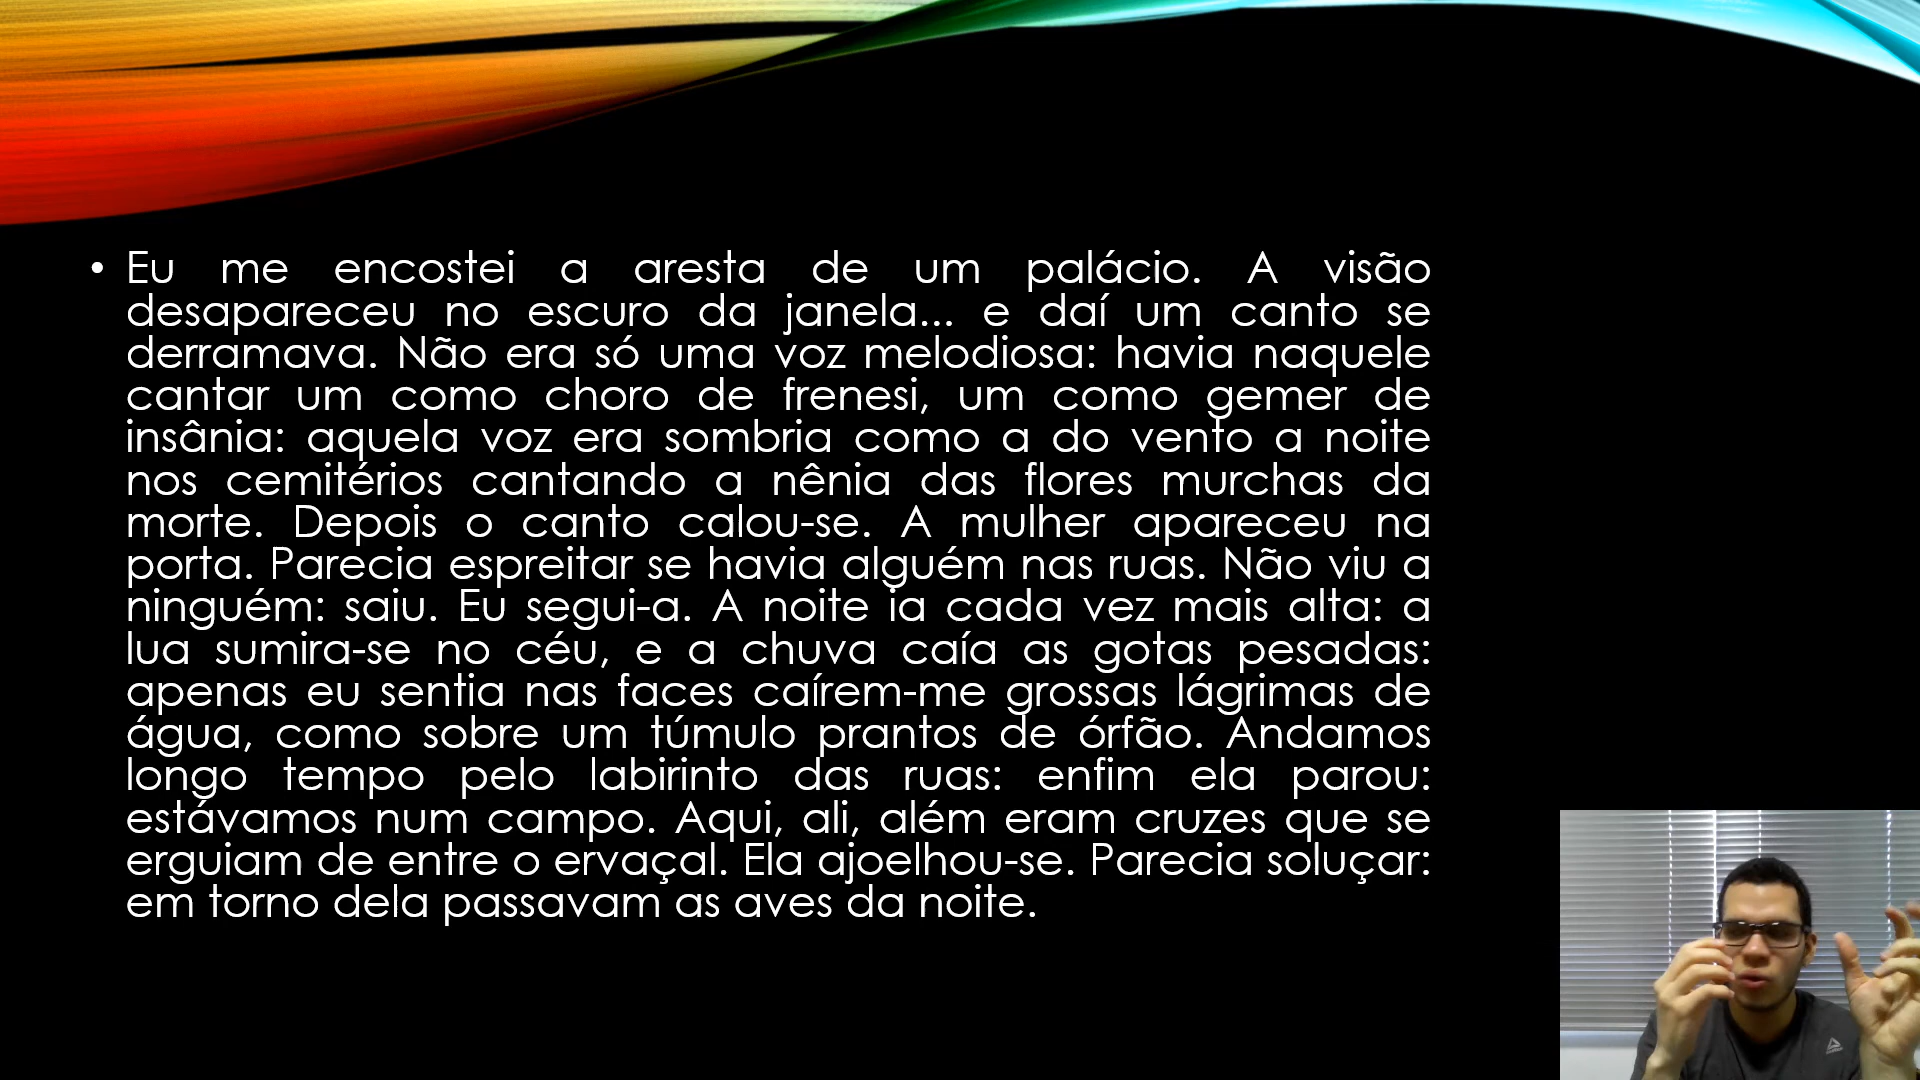 • Eu me encostei a aresta de um palácio. A visão
desapareceu no escuro da janela... e daí um canto se
derramava. Não era só uma voz melodiosa: havia naquele
cantar um como choro de frenesi, um como gemer de
insânia: aquela voz era sombria como a do vento a noite
nos cemitérios cantando a nênia das flores murchas da
morte. Depois o canto calou-se. A mulher apareceu na
porta. Parecia espreitar se havia alguém nas ruas. Não viu a
ninguém: saiu. Eu segui-a. A noite ia cada vez mais alta: a
lua sumira-se no céu, e a chuva caía as gotas pesadas:
apenas eu sentia nas faces caírem-me grossas lágrimas de
água, como sobre um túmulo prantos de órfão. Andamos
longo tempo pelo labirinto das ruas: enfim ela parou:
estávamos num campo. Aqui, ali, além eram cruzes que se
erguiam de entre o ervaçal. Ela ajoelhou-se. Parecia soluçar:
em torno dela passavam as aves da noite.